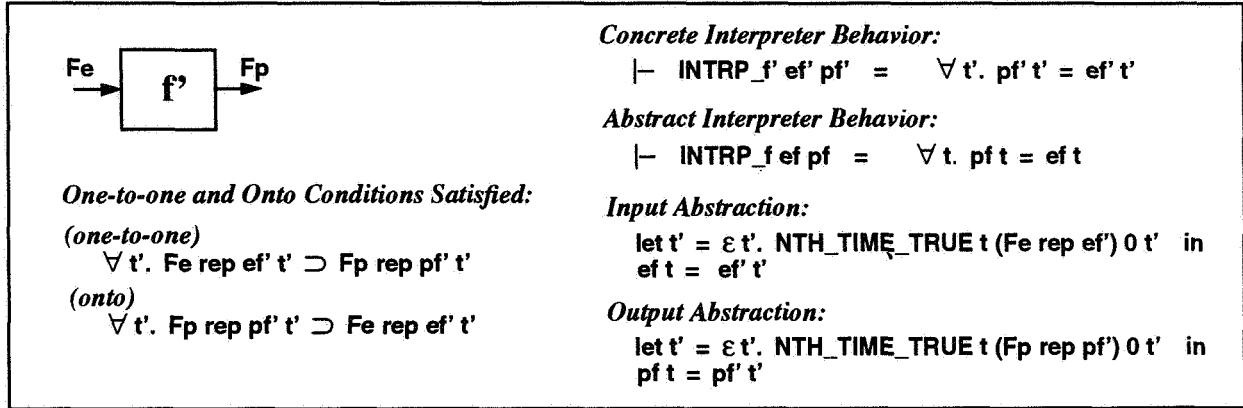 Fe
f'
Fp
One-to-one and Onto Conditions Satisfied:
(one-to-one)
∀ t'. Fe rep ef' t' ⊃ Fp rep pf' t'
(onto)
∀ t'. Fp rep pf' t' ⊃ Fe rep ef' t'
Concrete Interpreter Behavior:
|– INTRP_f' ef' pf' = ∀ t'. pf' t' = ef' t'
Abstract Interpreter Behavior:
|– INTRP_f ef pf = ∀ t. pf t = ef t
Input Abstraction:
let t' = ε t'. NTH_TIME_TRUE t (Fe rep ef') 0 t' in
ef t = ef' t'
Output Abstraction:
let t' = ε t'. NTH_TIME_TRUE t (Fp rep pf') 0 t' in
pf t = pf' t'